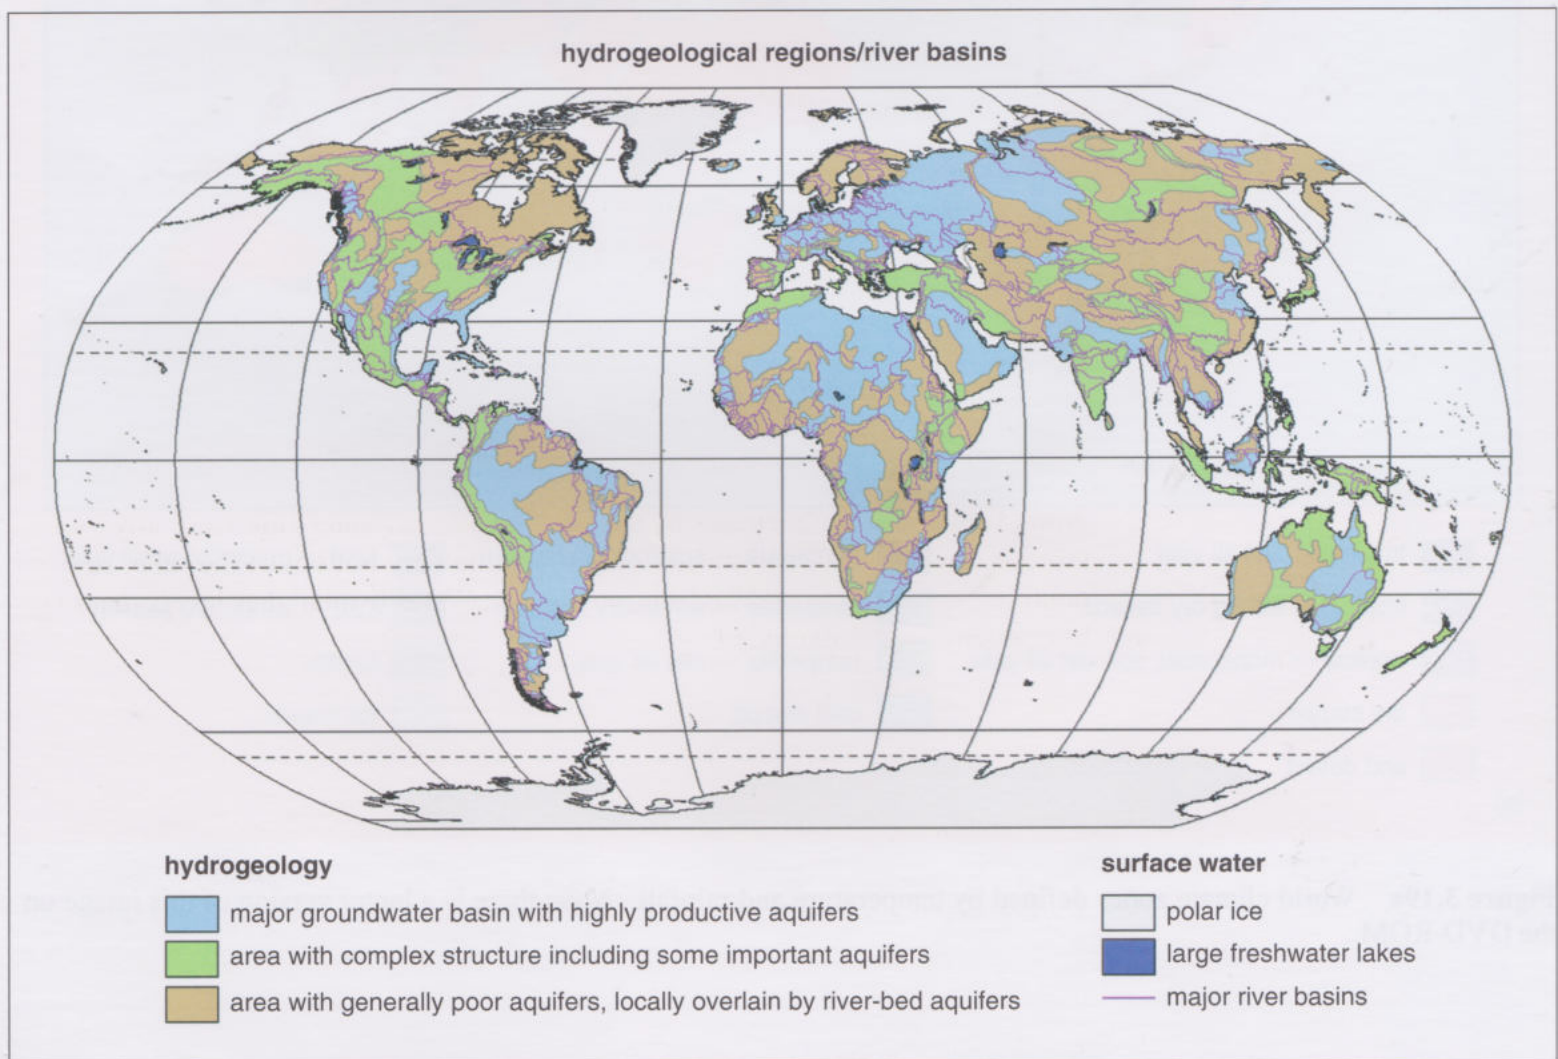 hydrogeological regions/river basins
hydrogeology
major groundwater basin with highly productive aquifers
area with complex structure including some important aquifers
area with generally poor aquifers, locally overlain by river-bed aquifers
surface water
polar ice
large freshwater lakes
major river basins